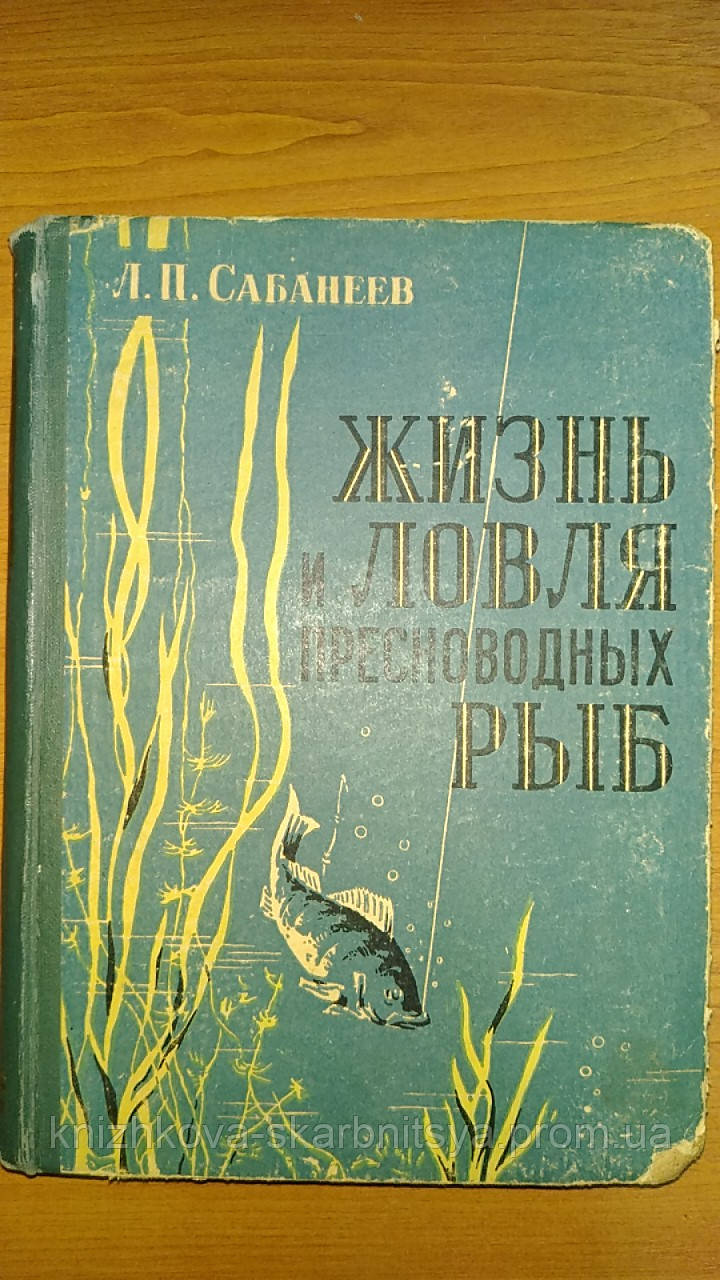 Л. П. САБАНЕЕВ
ЖИЗНЬ
И ЛОВЛЯ
ПРЕСНОВОДНЫХ
РЫБ
knizhkova-skarbnitsya.prom.ua